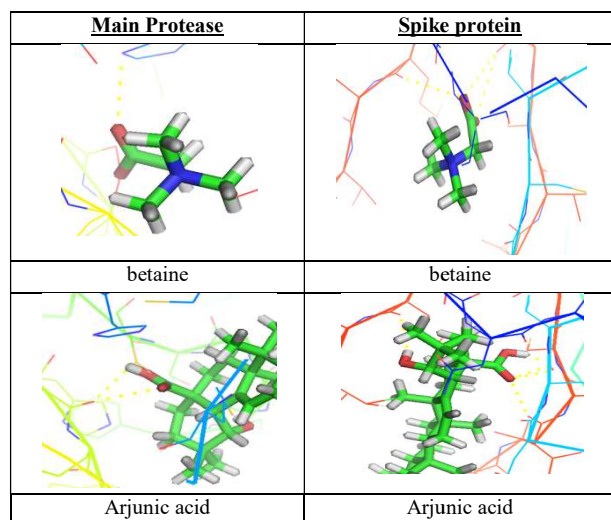 Main Protease
Spike protein
betaine
betaine
Arjunic acid
Arjunic acid